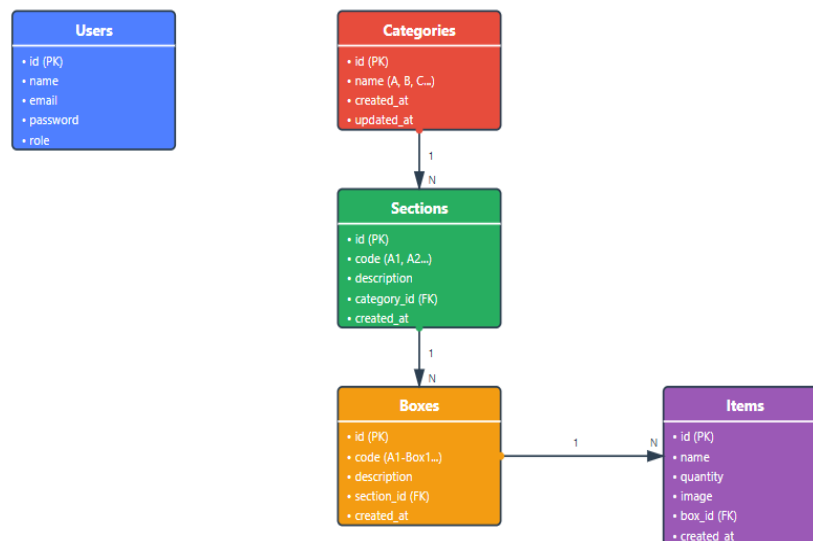 Users
• id (PK)
• name
• email
• password
• role
Categories
• id (PK)
• name (A, B, C...)
• created_at
• updated_at
1
N
Sections
• id (PK)
• code (A1, A2...)
• description
• category_id (FK)
• created_at
1
N
Boxes
• id (PK)
• code (A1-Box1...)
• description
• section_id (FK)
• created_at
1
N
Items
• id (PK)
• name
• quantity
• image
• box_id (FK)
• created_at